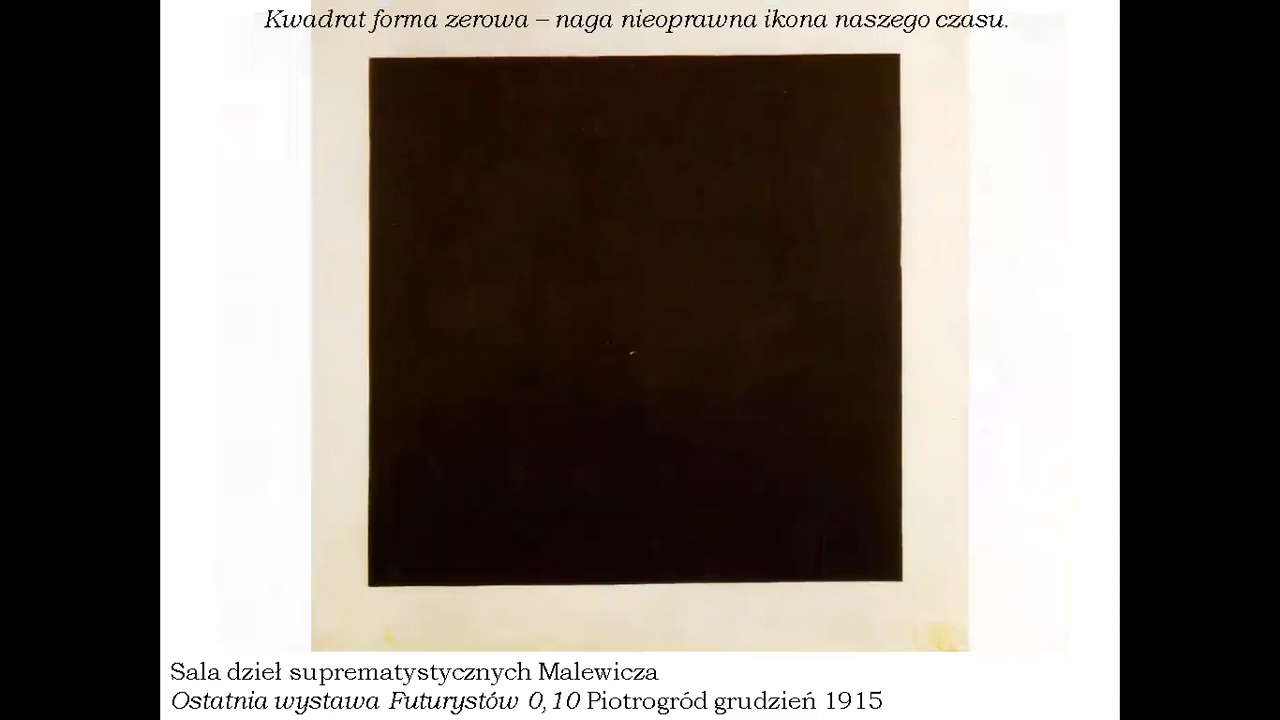 Kwadrat forma zerowa – naga nieoprawna ikona naszego czasu.
Sala dzieł suprematystycznych Malewicza
Ostatnia wystawa Futurystów 0,10 Piotrogród grudzień 1915